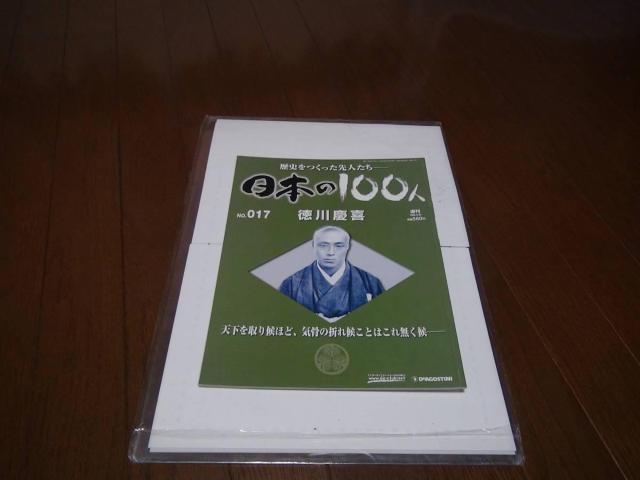 歴史をつくった先人たち
日本の100人
NO.017 徳川慶喜
週刊
天下を取り候ほど、気骨の折れ候ことはこれ無く候
DeAGOSTINI